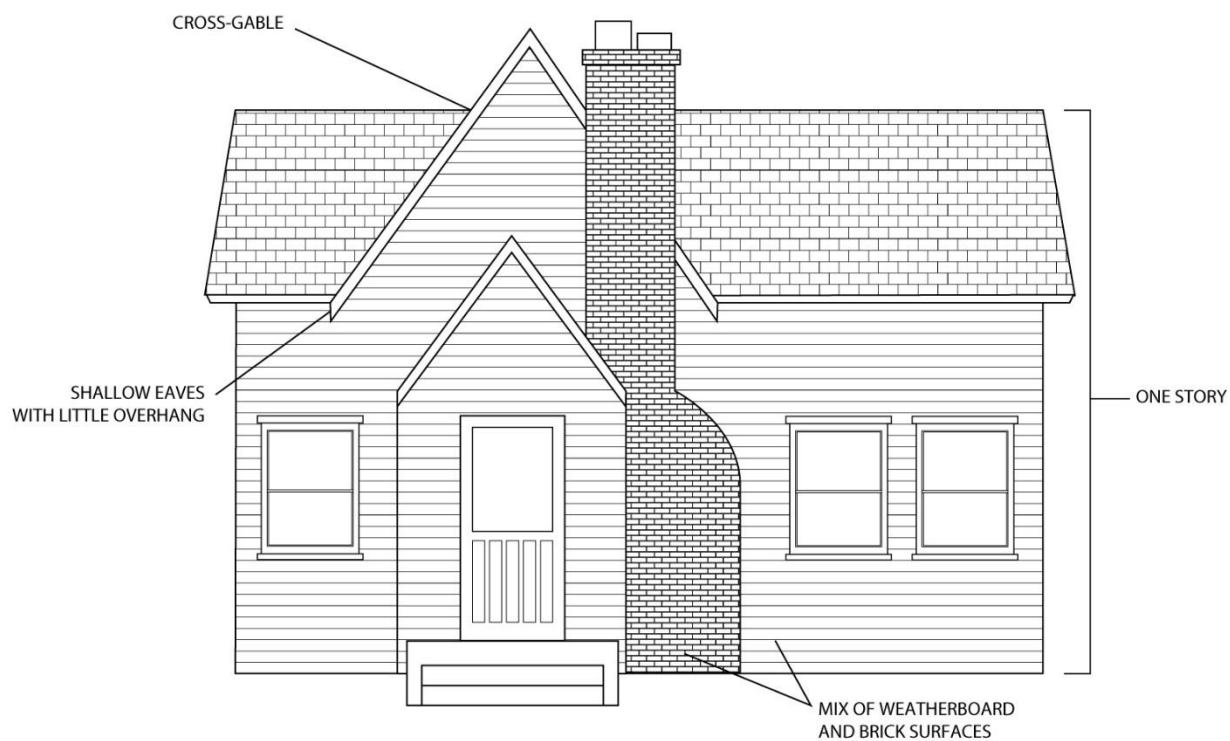 CROSS-GABLE
SHALLOW EAVES
WITH LITTLE OVERHANG
ONE STORY
MIX OF WEATHERBOARD
AND BRICK SURFACES